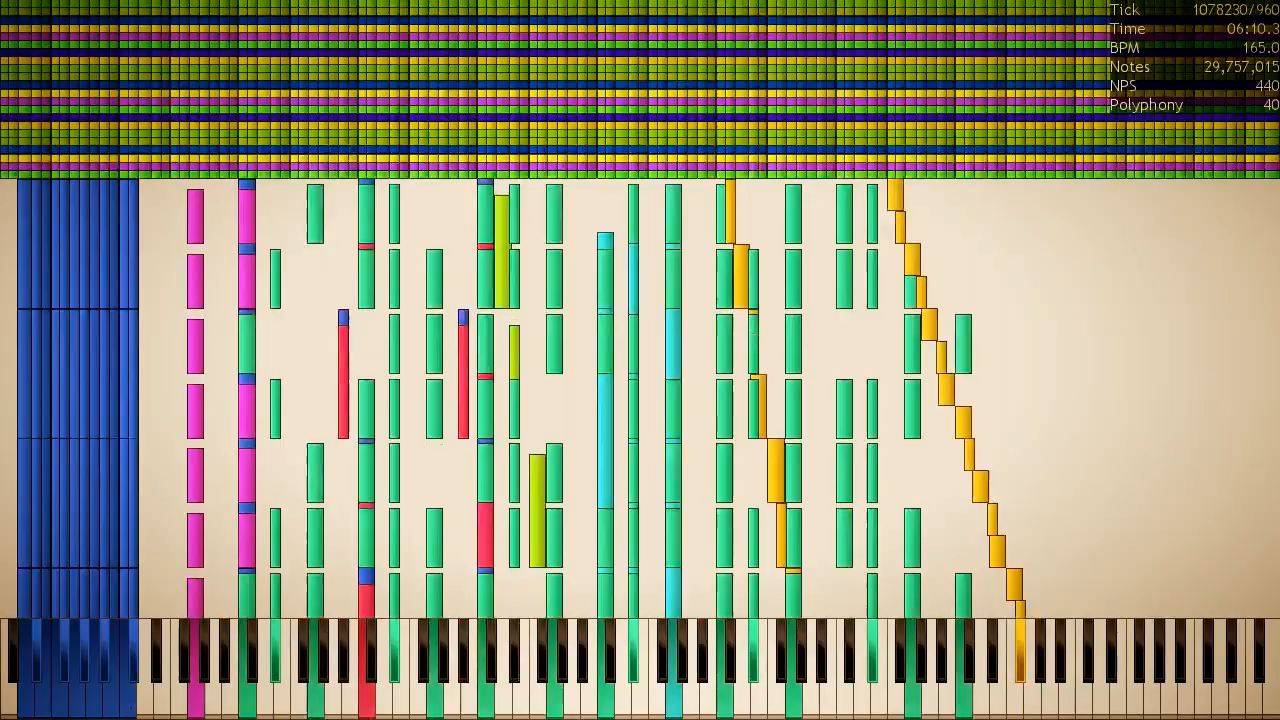 Tick 1078230/960
Time 06:10.3
BPM 165.0
Notes 29,757,015
NPS 440
Polyphony 40